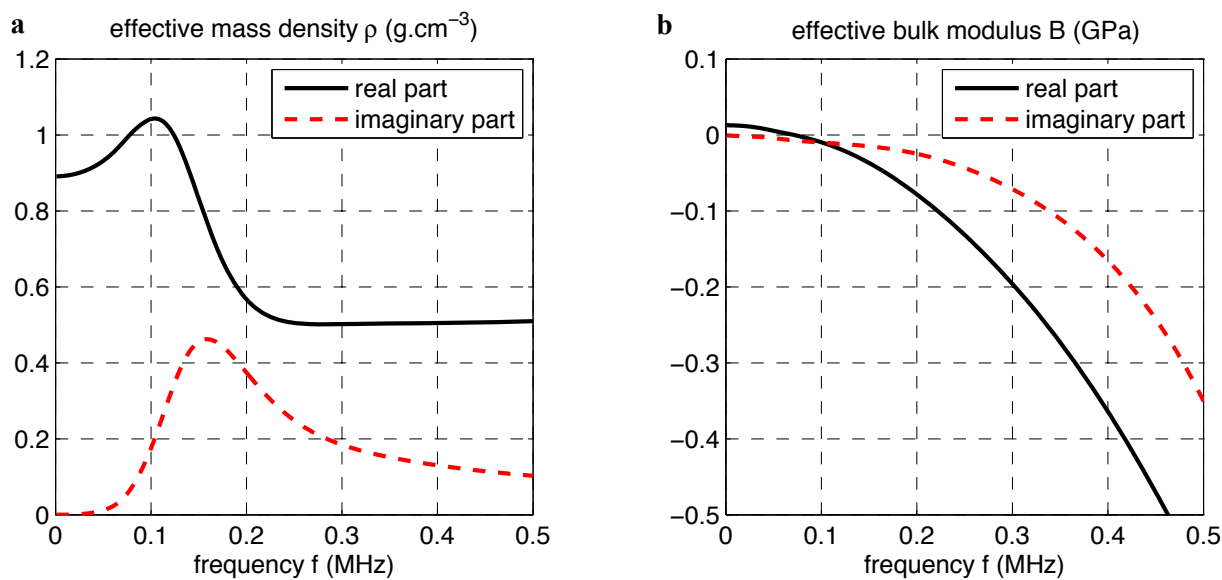 a
effective mass density ρ (g.cm⁻³)
1.2
1
0.8
0.6
0.4
0.2
0
0
0.1
0.2
0.3
0.4
0.5
real part
imaginary part
frequency f (MHz)
b
effective bulk modulus B (GPa)
0.1
0
−0.1
−0.2
−0.3
−0.4
−0.5
0
0.1
0.2
0.3
0.4
0.5
real part
imaginary part
frequency f (MHz)